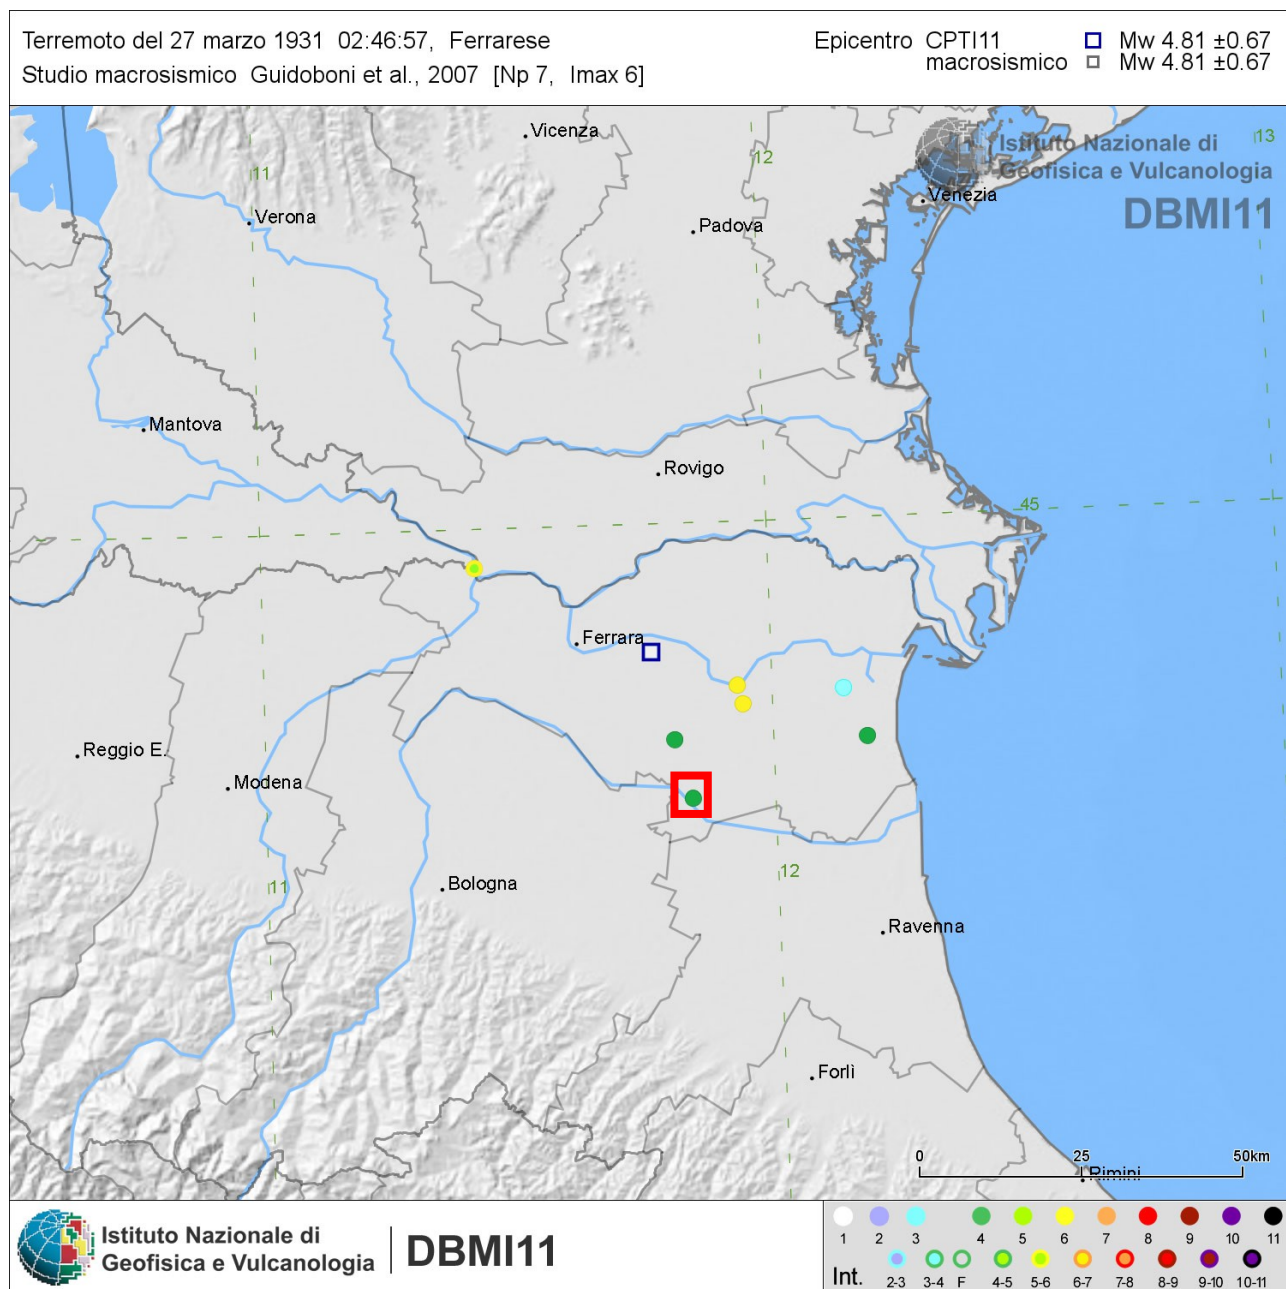 Terremoto del 27 marzo 1931 02:46:57, Ferrarese
Studio macrosismico Guidoboni et al., 2007 [Np 7, Imax 6]
Epicentro CPTI11 Mw 4.81 ±0.67
macrosismico Mw 4.81 ±0.67
Vicenza
12
13
Istituto Nazionale di
Geofisica e Vulcanologia
DBMI11
11
Venezia
Verona
Padova
Mantova
Rovigo
45
Ferrara
Reggio E.
Modena
12
11
Bologna
Ravenna
Forlì
0 25 50km
Rimini
Istituto Nazionale di
Geofisica e Vulcanologia
DBMI11
1 2 3 4 5 6 7 8 9 10 11
Int. 2-3 3-4 F 4-5 5-6 6-7 7-8 8-9 9-10 10-11